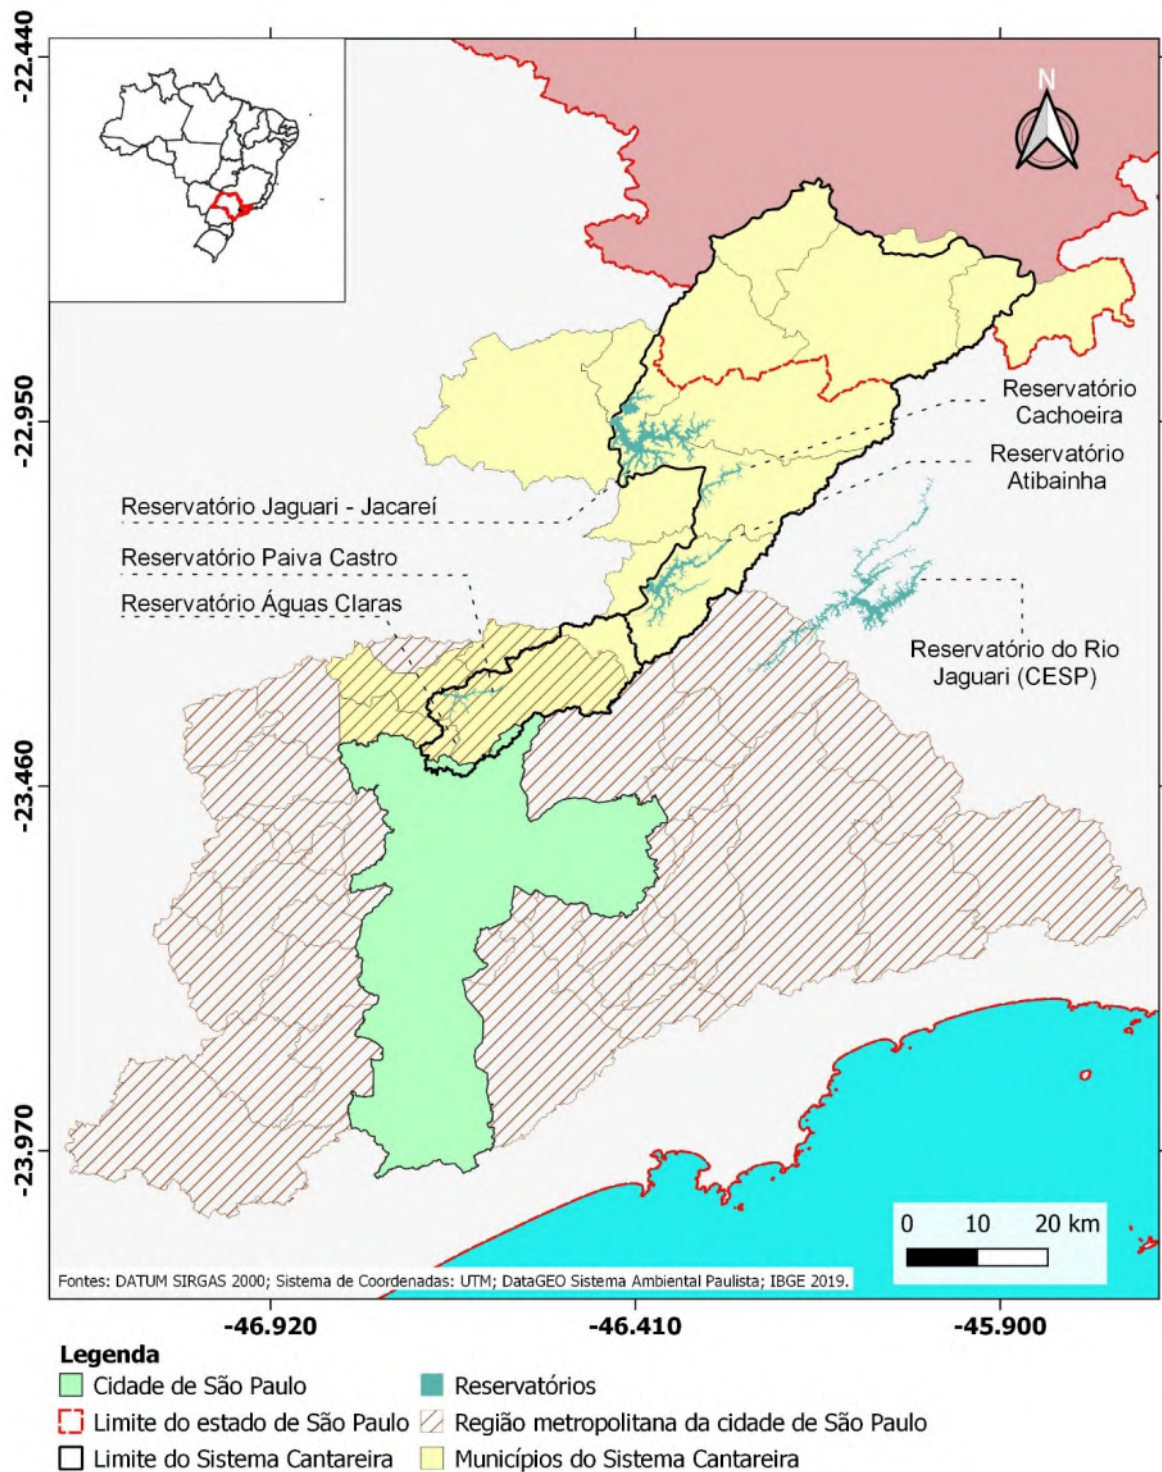 -22.440
-22.950
-23.460
-23.970
N
Reservatório
Cachoeira
Reservatório
Atibainha
Reservatório Jaguari - Jacareí
Reservatório Paiva Castro
Reservatório Águas Claras
Reservatório do Rio
Jaguari (CESP)
0 10 20 km
Fontes: DATUM SIRGAS 2000; Sistema de Coordenadas: UTM; DataGEO Sistema Ambiental Paulista; IBGE 2019.
-46.920 -46.410 -45.900
Legenda
Cidade de São Paulo
Reservatórios
Limite do estado de São Paulo
Região metropolitana da cidade de São Paulo
Limite do Sistema Cantareira
Municípios do Sistema Cantareira